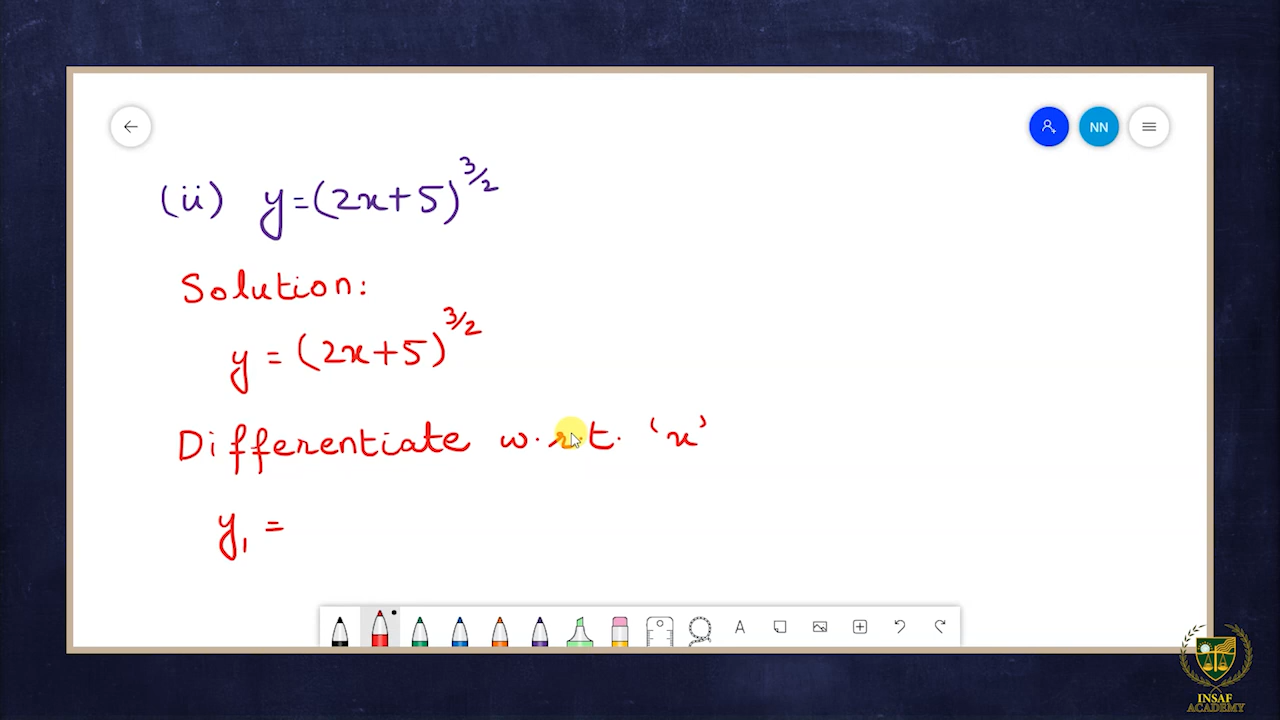 NN
(ii) y=(2x+5)^3/2
Solution:
y = (2x+5)^3/2
Differentiate w.r.t. 'x'
y₁ =
A
INSAF
ACADEMY